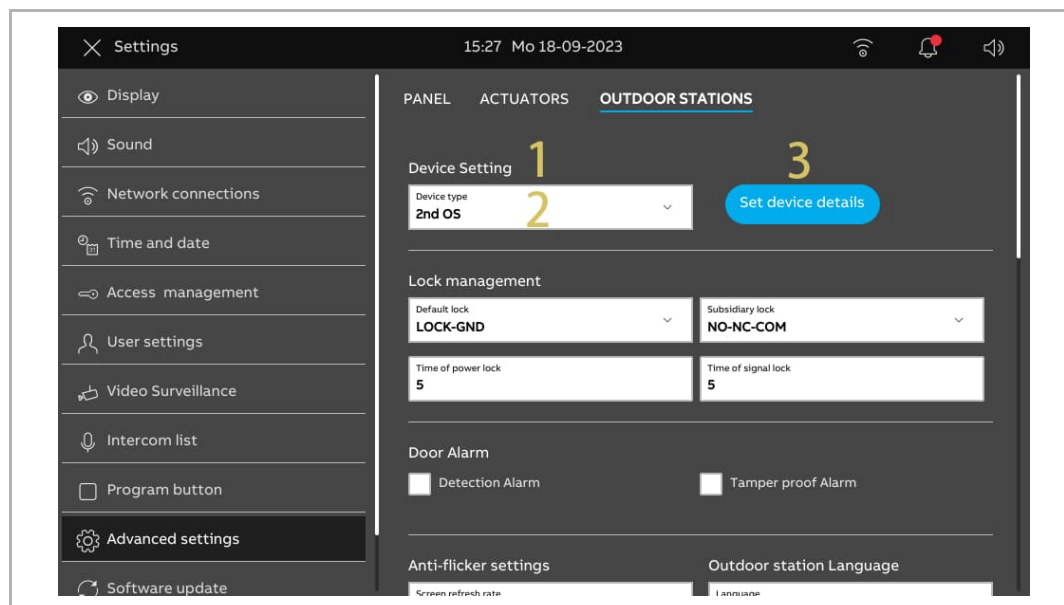 Settings
15:27 Mo 18-09-2023
Display
Sound
Network connections
Time and date
Access management
User settings
Video Surveillance
Intercom list
Program button
Advanced settings
Software update
PANEL ACTUATORS OUTDOOR STATIONS
Device Setting 1
3
Device type
2nd OS 2
Set device details
Lock management
Default lock
LOCK-GND
Subsidiary lock
NO-NC-COM
Time of power lock
5
Time of signal lock
5
Door Alarm
Detection Alarm
Tamper proof Alarm
Anti-flicker settings
Screen refresh rate
Outdoor station Language
Language